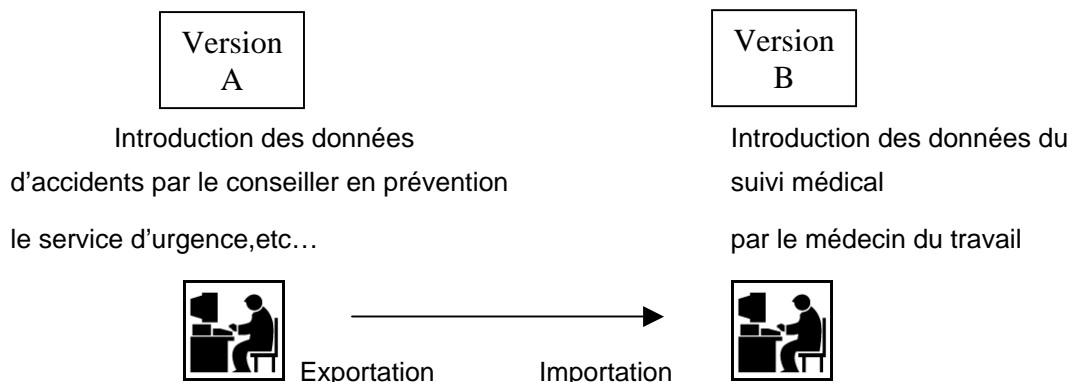 Version
A
Introduction des données
d'accidents par le conseiller en prévention
le service d'urgence,etc…
Exportation
Version
B
Introduction des données du
suivi médical
par le médecin du travail
Importation